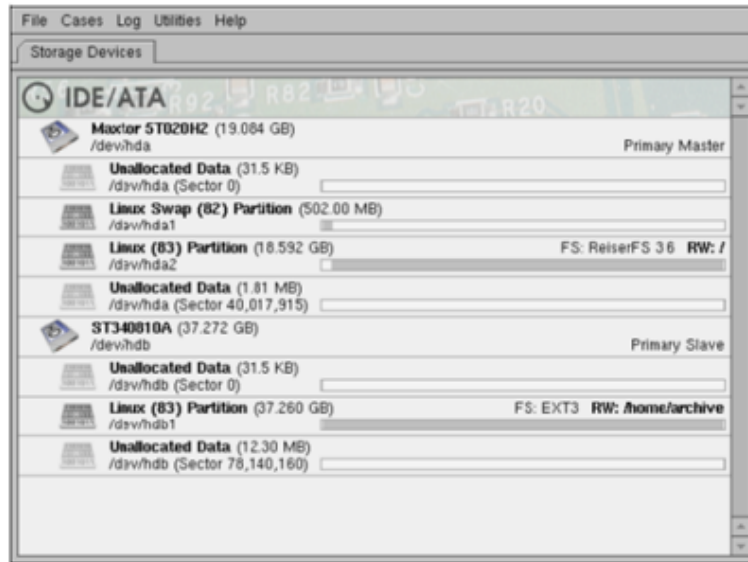 File Cases Log Utilities Help
Storage Devices
IDE/ATA
R92 R82 R20
Maxtor 5T020H2 (19.084 GB)
/dev/hda Primary Master
Unallocated Data (31.5 KB)
/dev/hda (Sector 0)
Linux Swap (82) Partition (502.00 MB)
/dev/hda1
Linux (83) Partition (18.592 GB) FS: ReiserFS 3.6 RW: /
/dev/hda2
Unallocated Data (1.81 MB)
/dev/hda (Sector 40,017,915)
ST340810A (37.272 GB)
/dev/hdb Primary Slave
Unallocated Data (31.5 KB)
/dev/hdb (Sector 0)
Linux (83) Partition (37.260 GB) FS: EXT3 RW: /home/archive
/dev/hdb1
Unallocated Data (12.30 MB)
/dev/hdb (Sector 78,140,160)